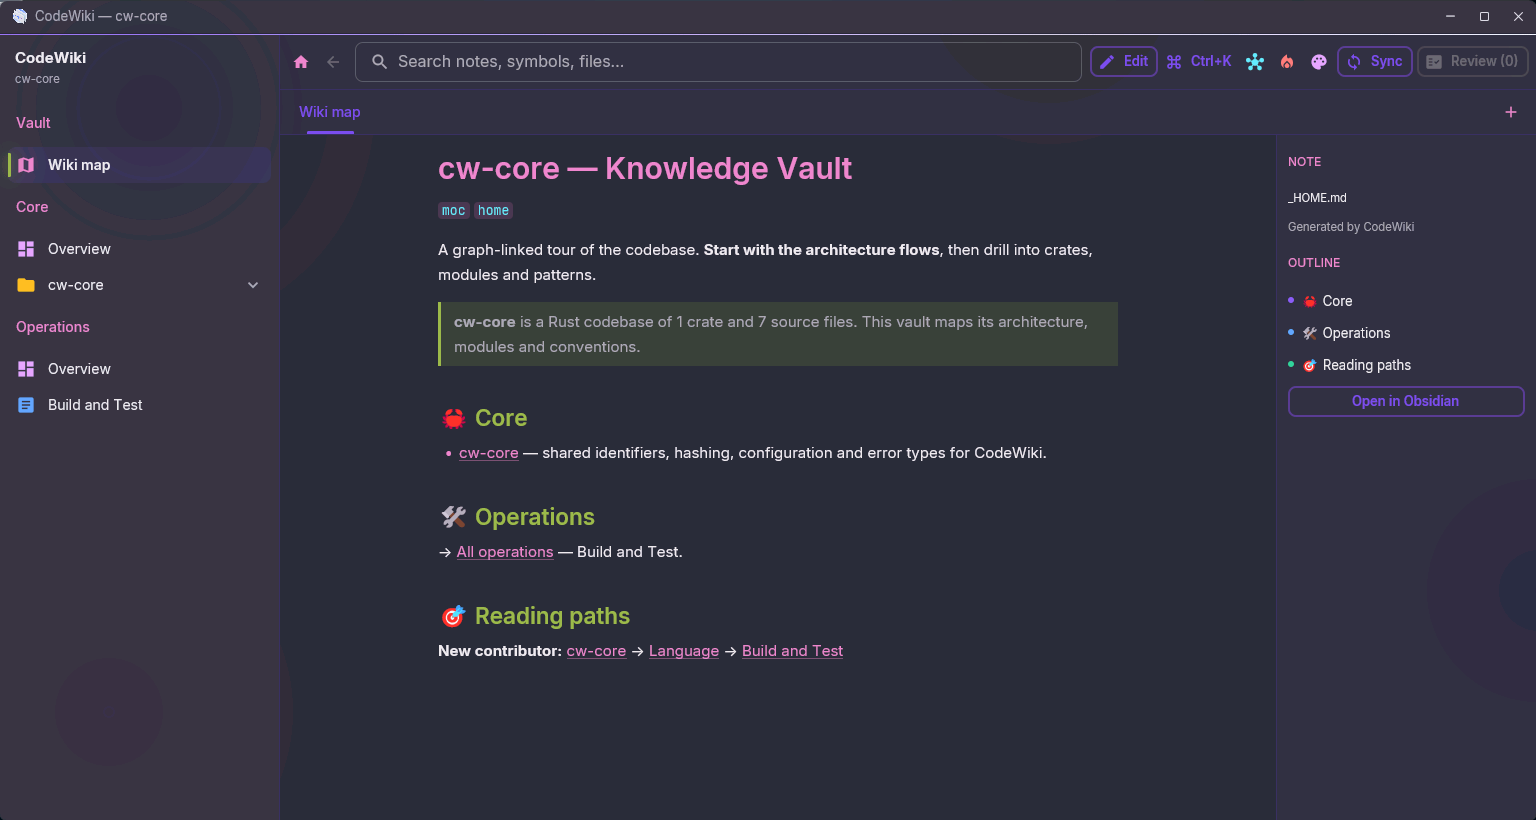 CodeWiki — cw-core
CodeWiki
cw-core
Vault
Wiki map
Core
Overview
cw-core
Operations
Overview
Build and Test
Search notes, symbols, files...
Edit
Ctrl+K
Sync
Review (0)
Wiki map
cw-core — Knowledge Vault
moc home
A graph-linked tour of the codebase. Start with the architecture flows, then drill into crates,
modules and patterns.
cw-core is a Rust codebase of 1 crate and 7 source files. This vault maps its architecture,
modules and conventions.
🦀 Core
• cw-core — shared identifiers, hashing, configuration and error types for CodeWiki.
🛠️ Operations
→ All operations — Build and Test.
🎯 Reading paths
New contributor: cw-core → Language → Build and Test
NOTE
_HOME.md
Generated by CodeWiki
OUTLINE
🦀 Core
🛠️ Operations
🎯 Reading paths
Open in Obsidian